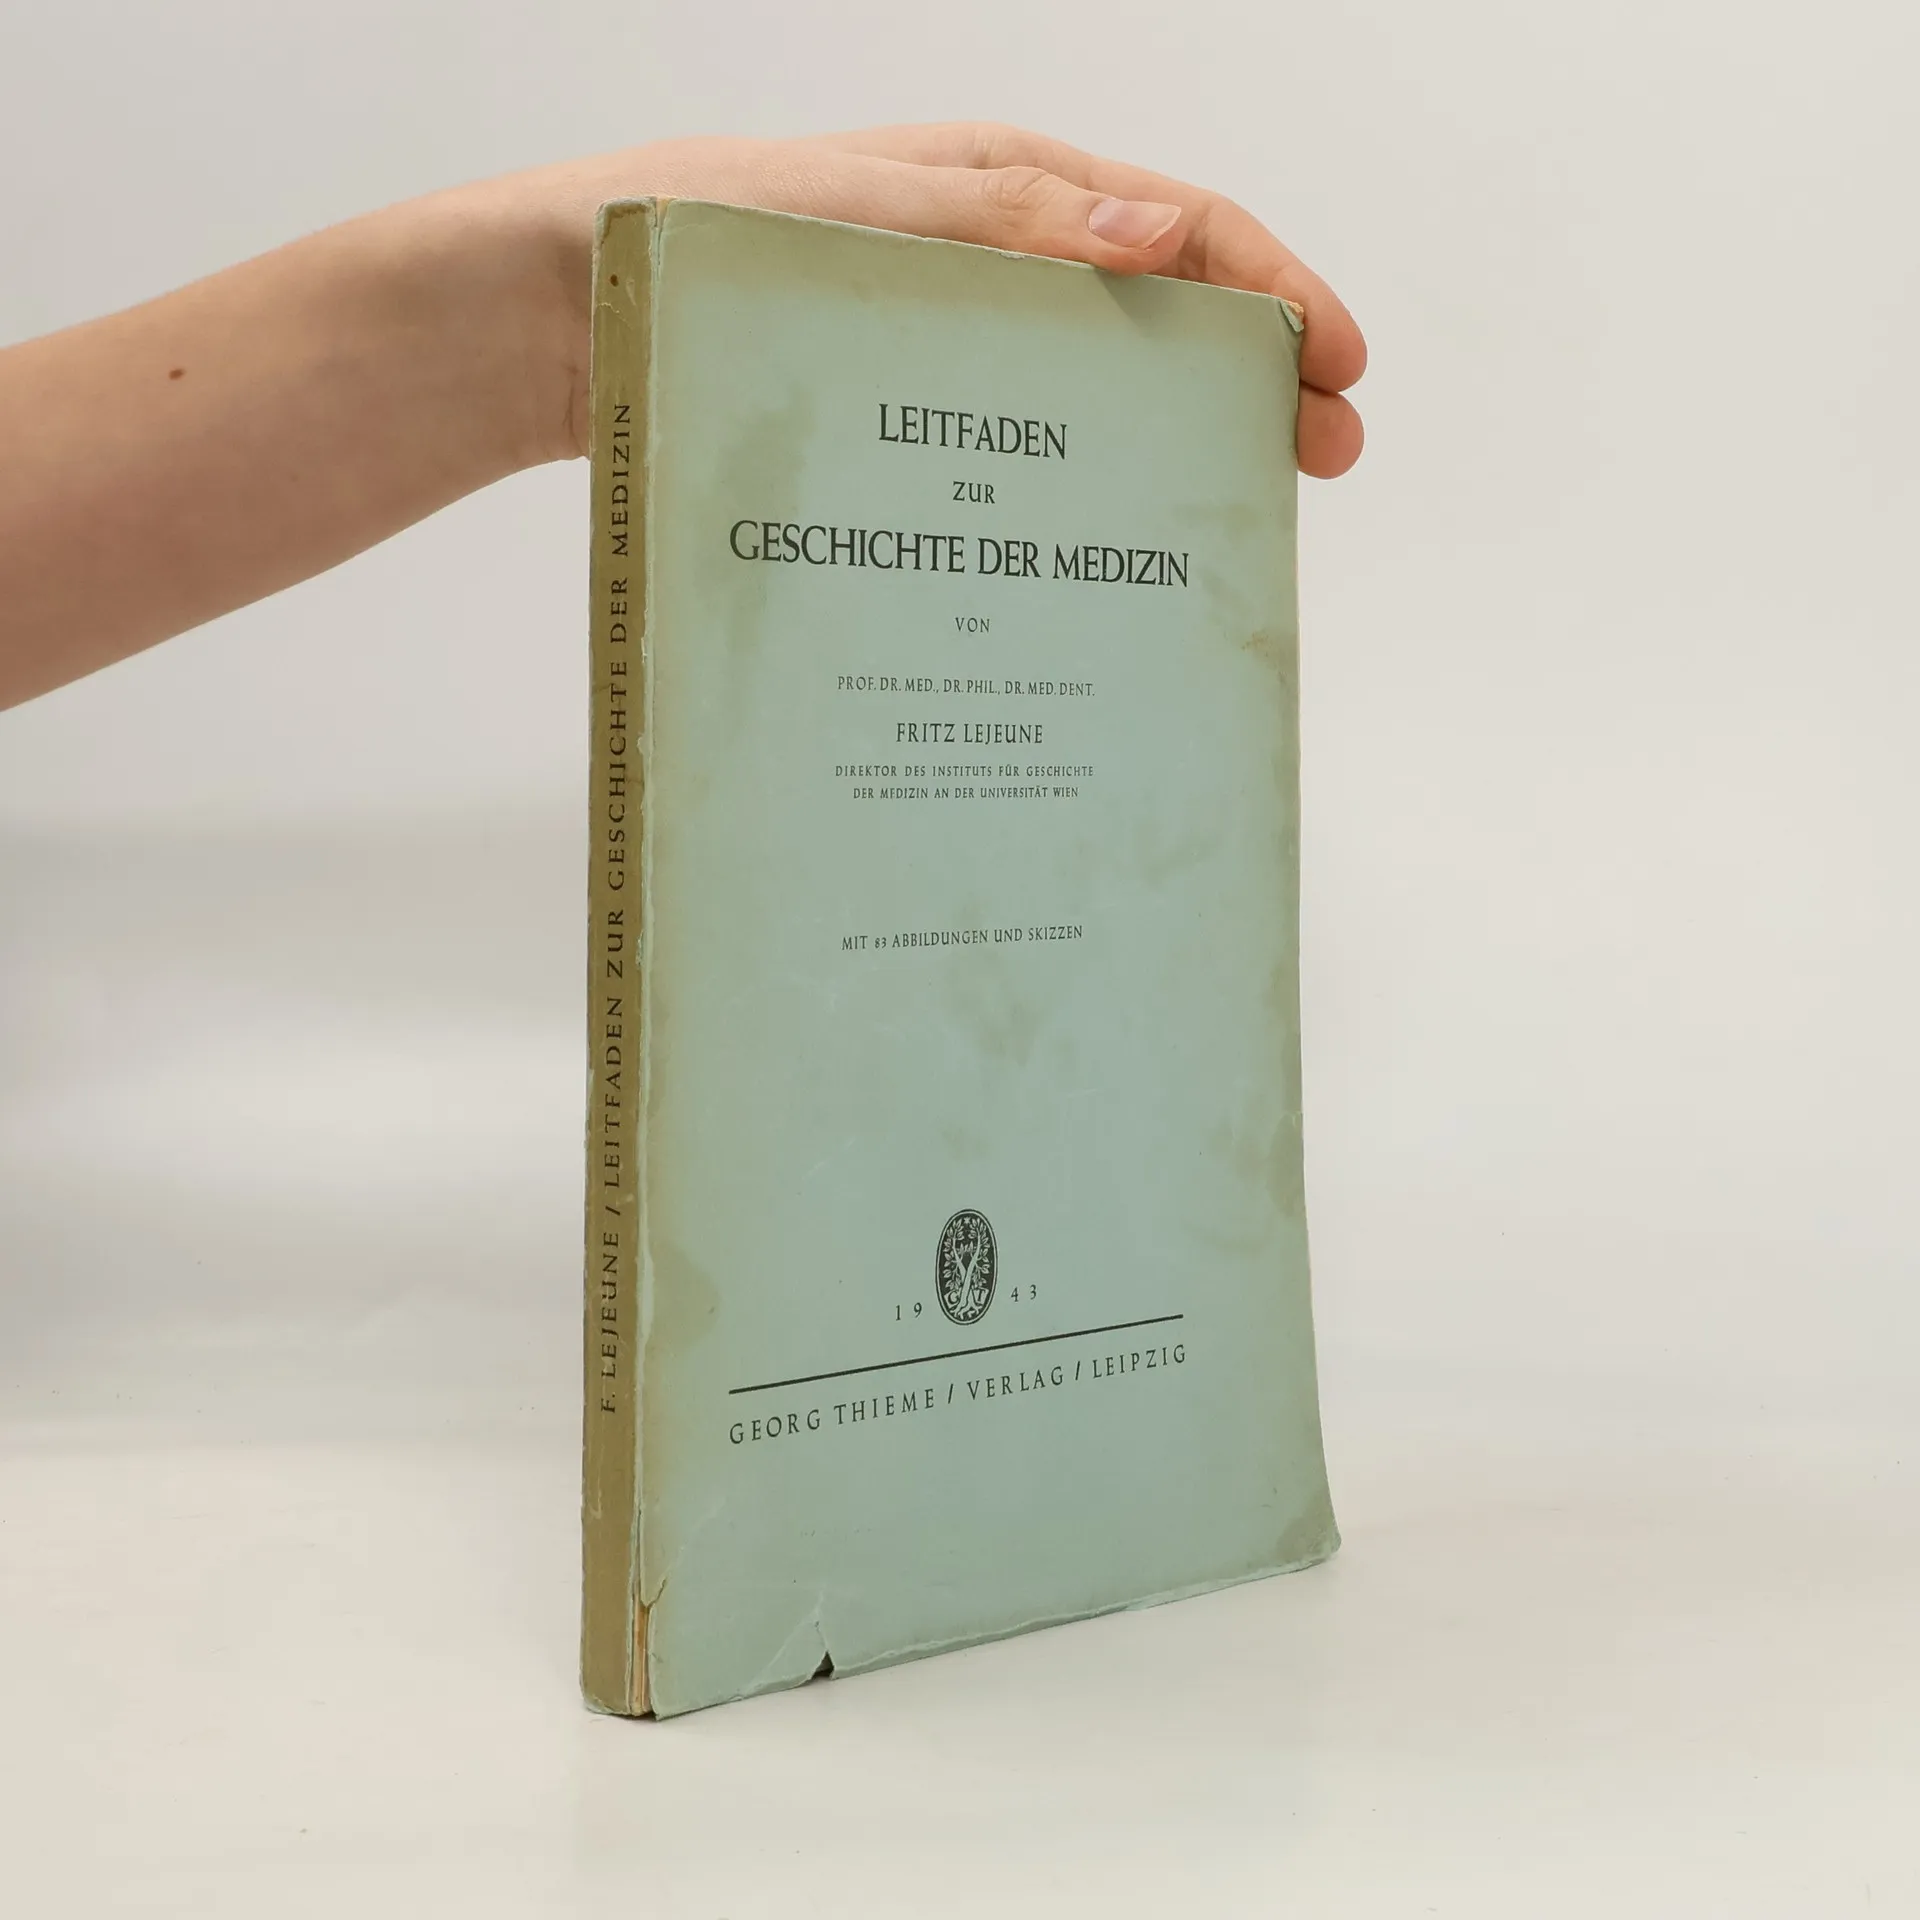 F. LEJEUNE / LEITFADEN ZUR GESCHICHTE DER MEDIZIN
LEITFADEN
ZUR
GESCHICHTE DER MEDIZIN
VON
PROF. DR. MED., DR. PHIL., DR. MED. DENT.
FRITZ LEJEUNE
DIREKTOR DES INSTITUTS FÜR GESCHICHTE
DER MEDIZIN AN DER UNIVERSITÄT WIEN
MIT 83 ABBILDUNGEN UND SKIZZEN
19 G T 43
GEORG THIEME / VERLAG / LEIPZIG